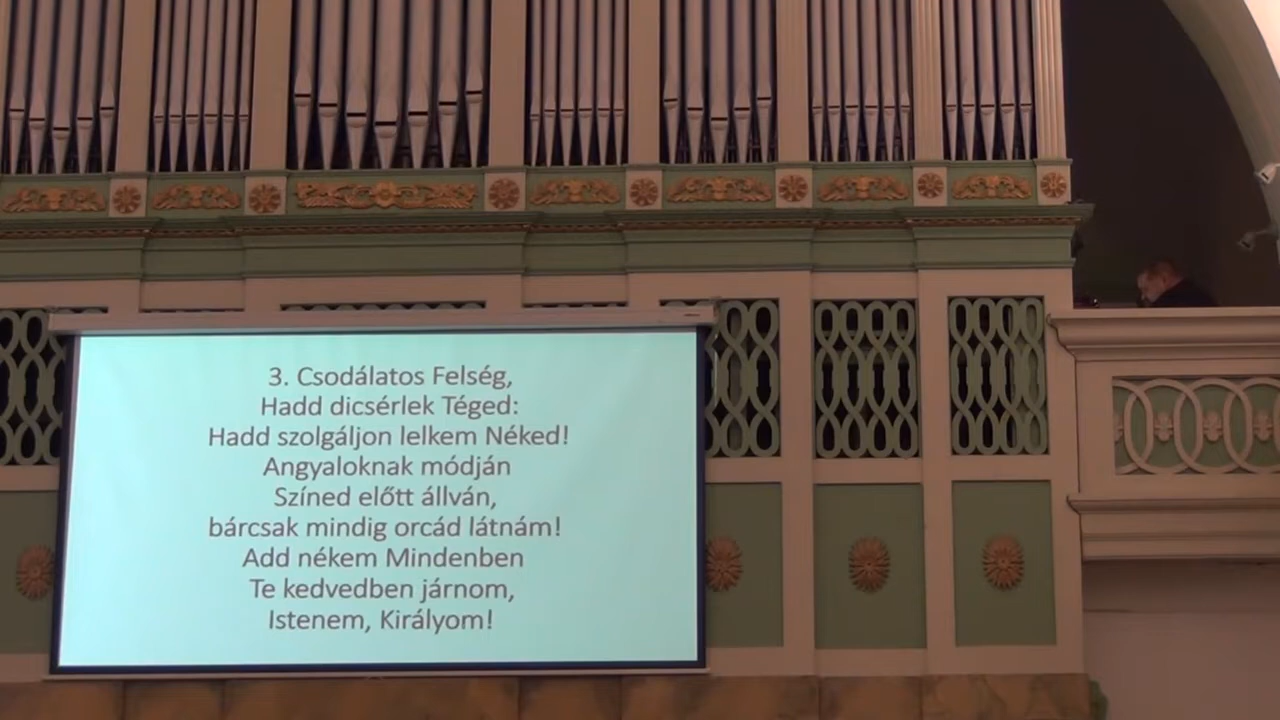 3. Csodálatos Felség,
Hadd dicsérlek Téged:
Hadd szolgáljon lelkem Néked!
Angyaloknak módján
Színed előtt állván,
bárcsak mindig orcád látnám!
Add nékem Mindenben
Te kedvedben járnom,
Istenem, Királyom!